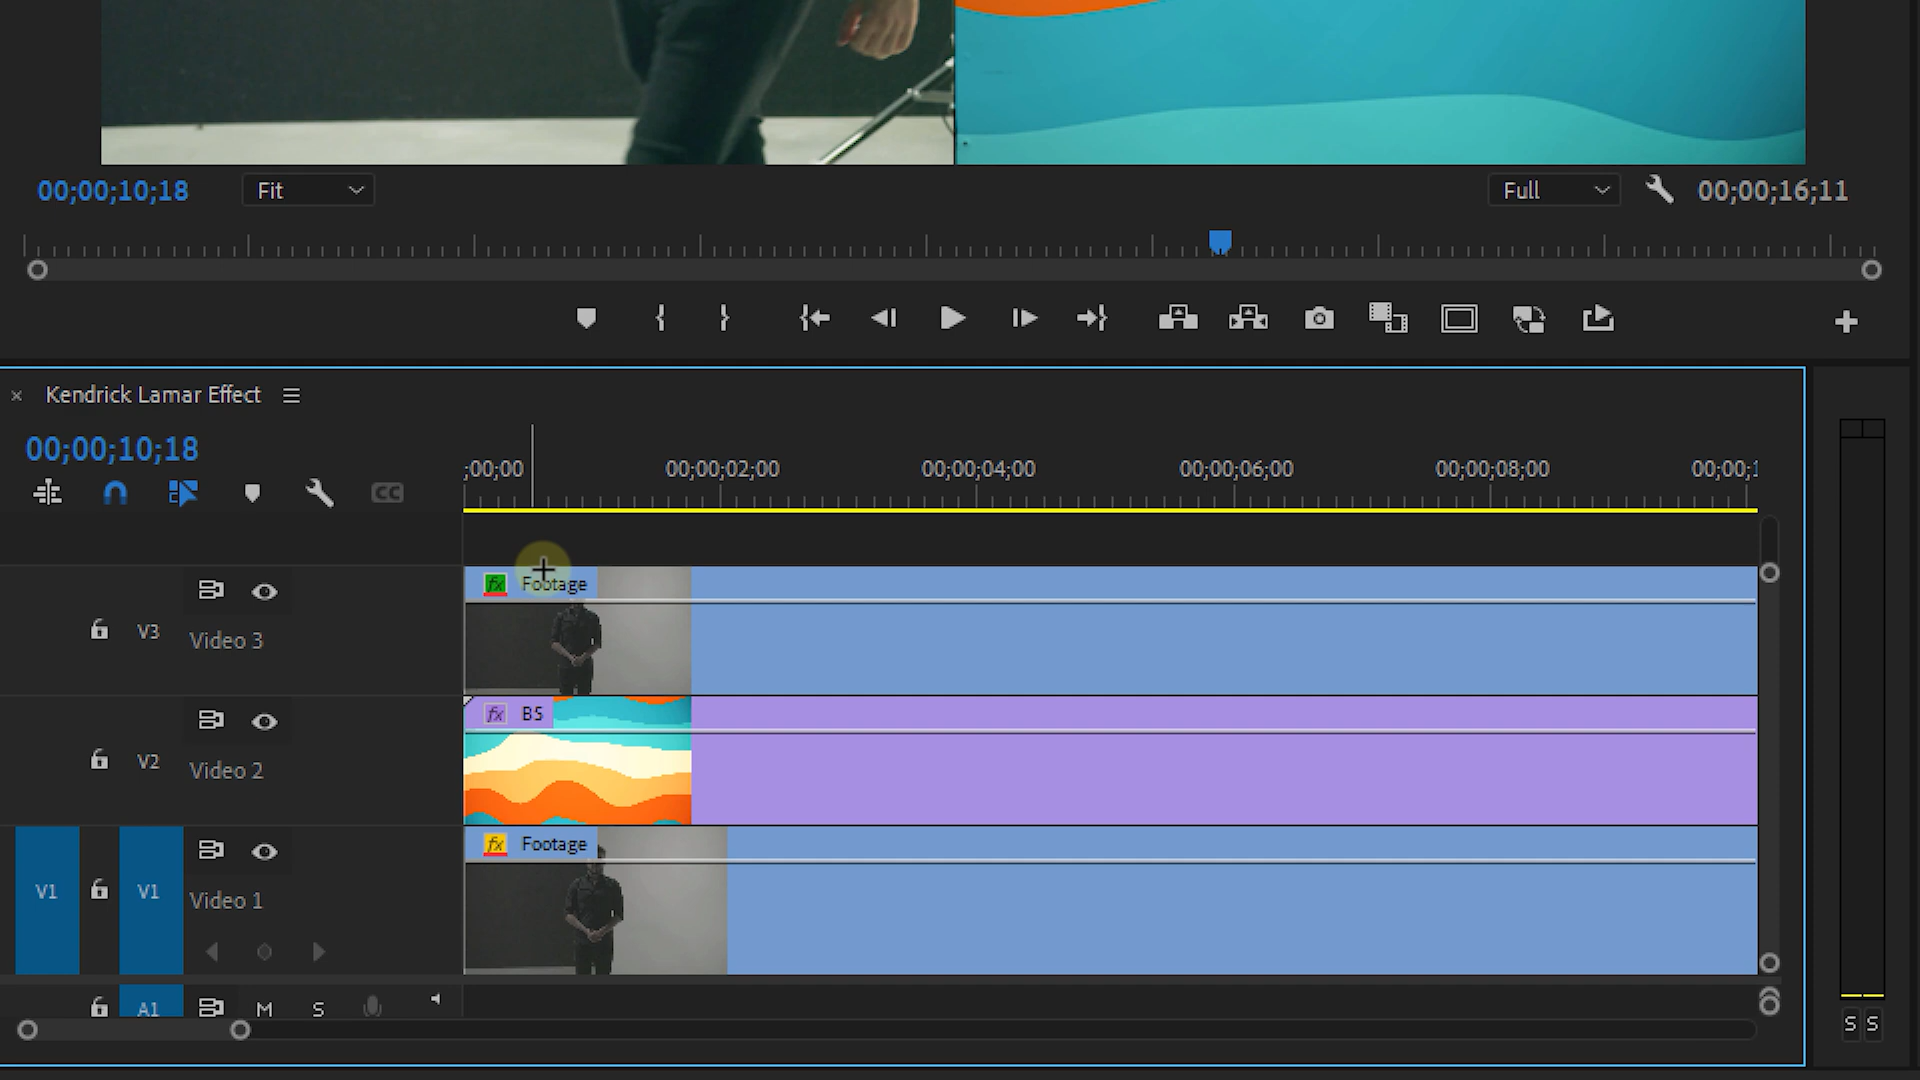 00;00;10;18
Fit
Full
00;00;16;11
× Kendrick Lamar Effect
00;00;10;18
;00;00
00;00;02;00
00;00;04;00
00;00;06;00
00;00;08;00
00;00;1
CC
fx Footage
V3
Video 3
fx BS
V2
Video 2
fx Footage
V1
V1
Video 1
A1
M
S
S S